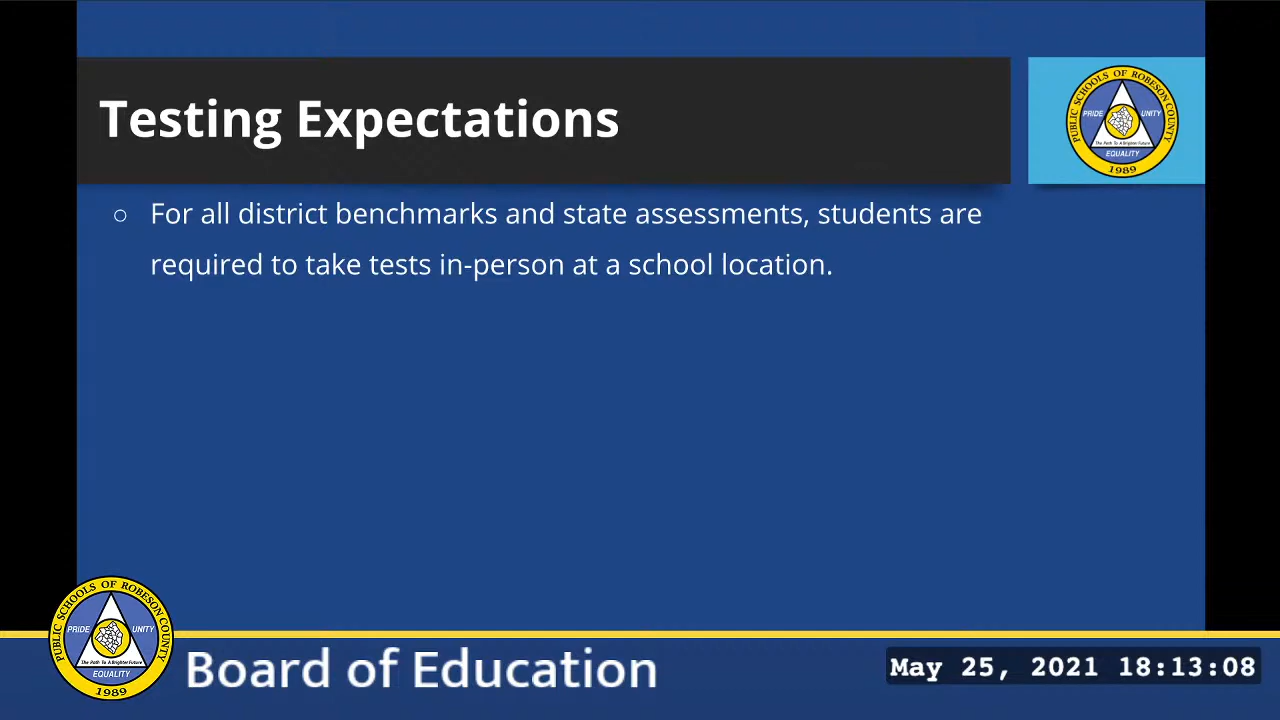 Testing Expectations
PUBLIC SCHOOLS OF ROBESON COUNTY
PRIDE UNITY
The Path To A Brighter Future
EQUALITY
1989
○ For all district benchmarks and state assessments, students are
required to take tests in-person at a school location.
PUBLIC SCHOOLS OF ROBESON COUNTY
PRIDE UNITY
The Path To A Brighter Future
EQUALITY
1989
Board of Education
May 25, 2021 18:13:08